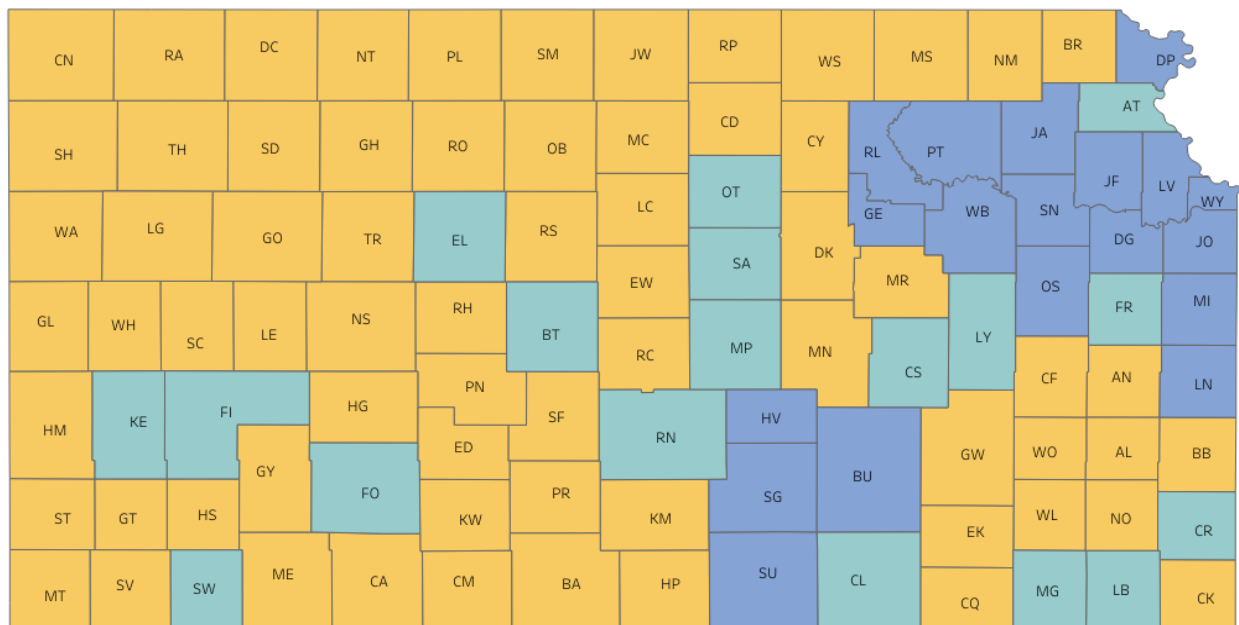 CN RA DC NT PL SM JW RP WS MS NM BR DP
SH TH SD GH RO OB MC CD CY RL PT JA AT
JF LV WY
WA LG GO TR EL RS LC OT DK GE WB SN DG JO
SA
GL WH SC LE NS RH BT EW MR OS FR MI
RC MP MN CS LY
HM KE FI HG PN SF CF AN LN
RN HV
GY ED BU GW WO AL BB
ST GT HS FO KW PR KM SG EK WL NO CR
MT SV SW ME CA CM BA HP SU CL CQ MG LB CK